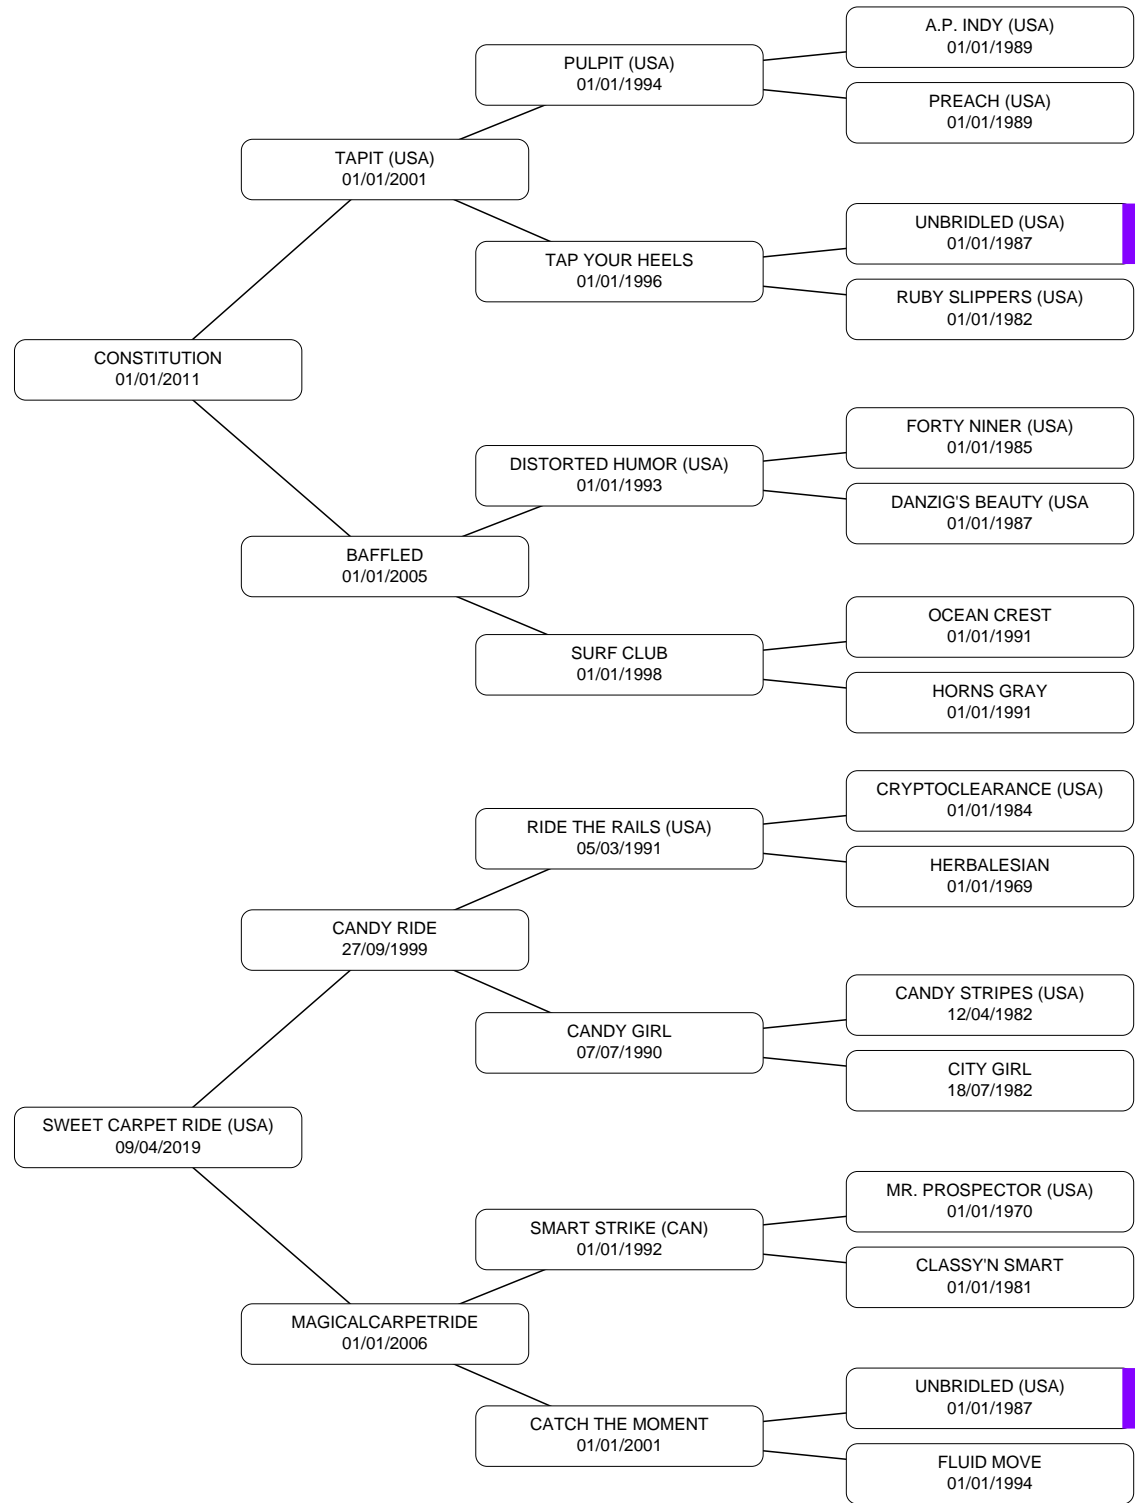 A.P. INDY (USA)
01/01/1989
PULPIT (USA)
01/01/1994
PREACH (USA)
01/01/1989
TAPIT (USA)
01/01/2001
UNBRIDLED (USA)
01/01/1987
TAP YOUR HEELS
01/01/1996
RUBY SLIPPERS (USA)
01/01/1982
CONSTITUTION
01/01/2011
FORTY NINER (USA)
01/01/1985
DISTORTED HUMOR (USA)
01/01/1993
DANZIG'S BEAUTY (USA
01/01/1987
BAFFLED
01/01/2005
OCEAN CREST
01/01/1991
SURF CLUB
01/01/1998
HORNS GRAY
01/01/1991
CRYPTOCLEARANCE (USA)
01/01/1984
RIDE THE RAILS (USA)
05/03/1991
HERBALESIAN
01/01/1969
CANDY RIDE
27/09/1999
CANDY STRIPES (USA)
12/04/1982
CANDY GIRL
07/07/1990
CITY GIRL
18/07/1982
SWEET CARPET RIDE (USA)
09/04/2019
MR. PROSPECTOR (USA)
01/01/1970
SMART STRIKE (CAN)
01/01/1992
CLASSY'N SMART
01/01/1981
MAGICALCARPETRIDE
01/01/2006
UNBRIDLED (USA)
01/01/1987
CATCH THE MOMENT
01/01/2001
FLUID MOVE
01/01/1994